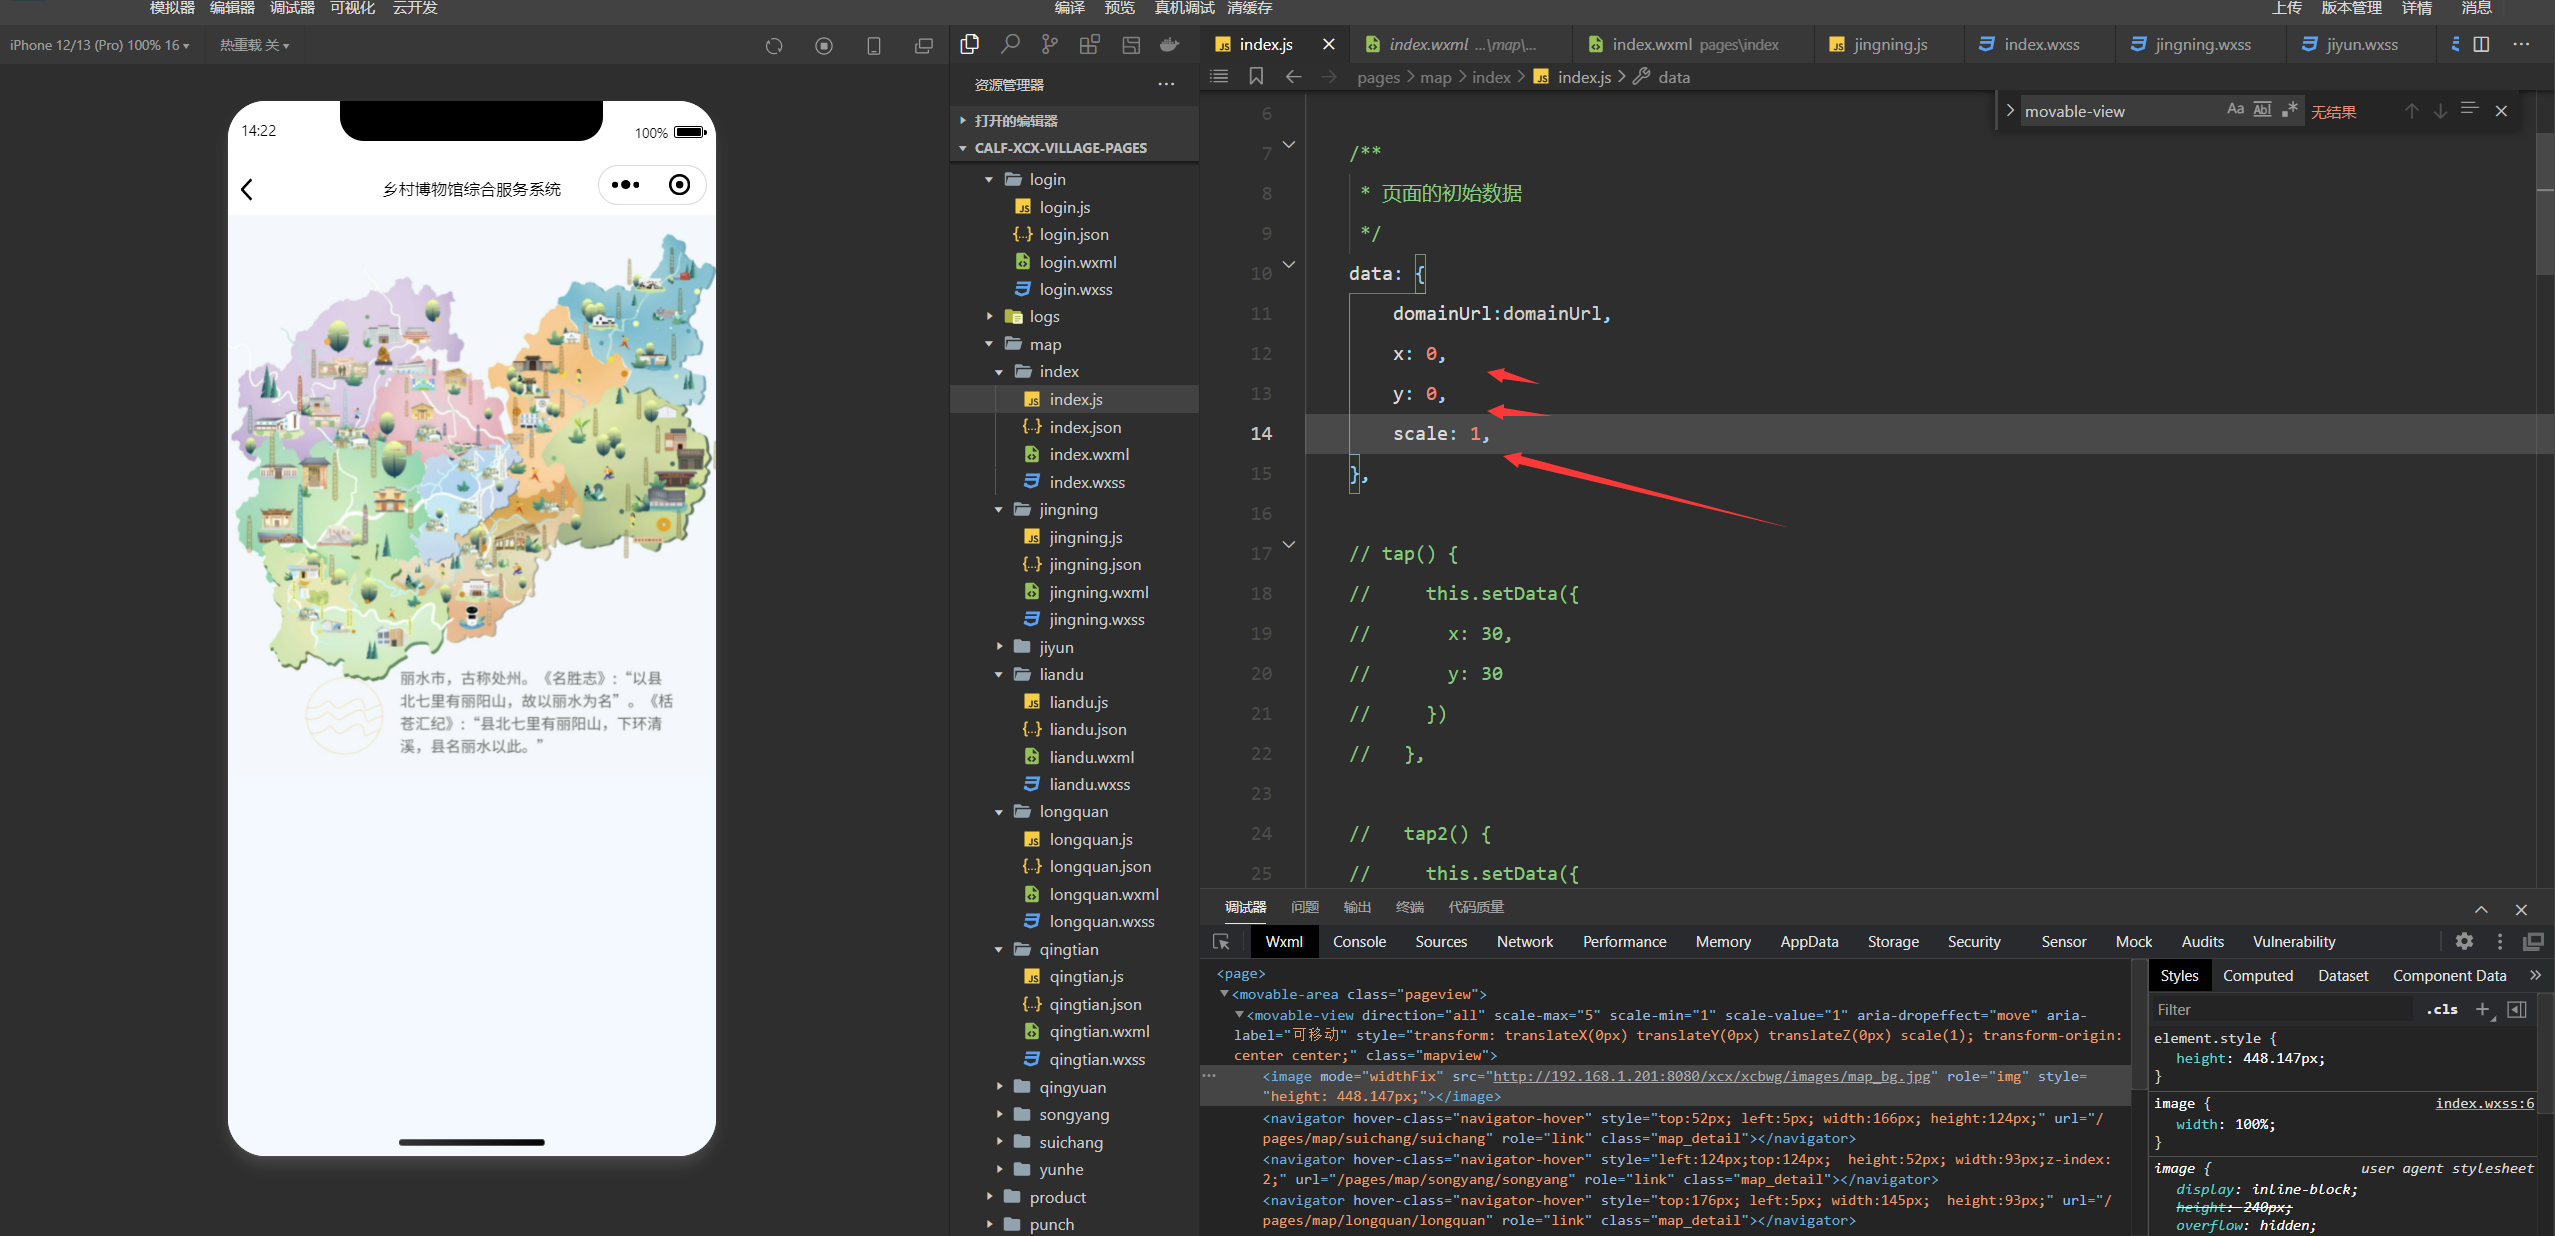 模拟器 编辑器 调试器 可视化 云开发
编译 预览 真机调试 清缓存
上传 版本管理 详情 消息
iPhone 12/13 (Pro) 100% 16
热重载 关
14:22
100%
乡村博物馆综合服务系统
丽水市，古称处州。《名胜志》：“以县
北七里有丽阳山，故以丽水为名”。《栝
苍汇纪》：“县北七里有丽阳山，下环清
溪，县名丽水以此。”
资源管理器
打开的编辑器
CALF-XCX-VILLAGE-PAGES
login
login.js
login.json
login.wxml
login.wxss
logs
map
index
index.js
index.json
index.wxml
index.wxss
jingning
jingning.js
jingning.json
jingning.wxml
jingning.wxss
jiyun
liandu
liandu.js
liandu.json
liandu.wxml
liandu.wxss
longquan
longquan.js
longquan.json
longquan.wxml
longquan.wxss
qingtian
qingtian.js
qingtian.json
qingtian.wxml
qingtian.wxss
qingyuan
songyang
suichang
yunhe
product
punch
index.js
index.wxml ...\map\...
index.wxml pages\index
jingning.js
index.wxss
jingning.wxss
jiyun.wxss
pages > map > index > index.js > data
movable-view
Aa Abl .*
无结果
6
7 /**
8 * 页面的初始数据
9 */
10 data: {
11 domainUrl:domainUrl,
12 x: 0,
13 y: 0,
14 scale: 1,
15 },
16
17 // tap() {
18 // this.setData({
19 // x: 30,
20 // y: 30
21 // })
22 // },
23
24 // tap2() {
25 // this.setData({
调试器 问题 输出 终端 代码质量
Wxml Console Sources Network Performance Memory AppData Storage Security Sensor Mock Audits Vulnerability
<page>
<movable-area class="pageview">
<movable-view direction="all" scale-max="5" scale-min="1" scale-value="1" aria-dropeffect="move" aria-
label="可移动" style="transform: translateX(0px) translateY(0px) translateZ(0px) scale(1); transform-origin:
center center;" class="mapview">
<image mode="widthFix" src="http://192.168.1.201:8080/xcx/xcbwg/images/map_bg.jpg" role="img" style=
"height: 448.147px;"></image>
<navigator hover-class="navigator-hover" style="top:52px; left:5px; width:166px; height:124px;" url="/
pages/map/suichang/suichang" role="link" class="map_detail"></navigator>
<navigator hover-class="navigator-hover" style="left:124px;top:124px;  height:52px; width:93px;z-index:
2;" url="/pages/map/songyang/songyang" role="link" class="map_detail"></navigator>
<navigator hover-class="navigator-hover" style="top:176px; left:5px; width:145px;  height:93px;" url="/
pages/map/longquan/longquan" role="link" class="map_detail"></navigator>
Styles Computed Dataset Component Data
Filter
.cls
element.style {
height: 448.147px;
}
image {
index.wxss:6
width: 100%;
}
image {
user agent stylesheet
display: inline-block;
height: 240px;
overflow: hidden;